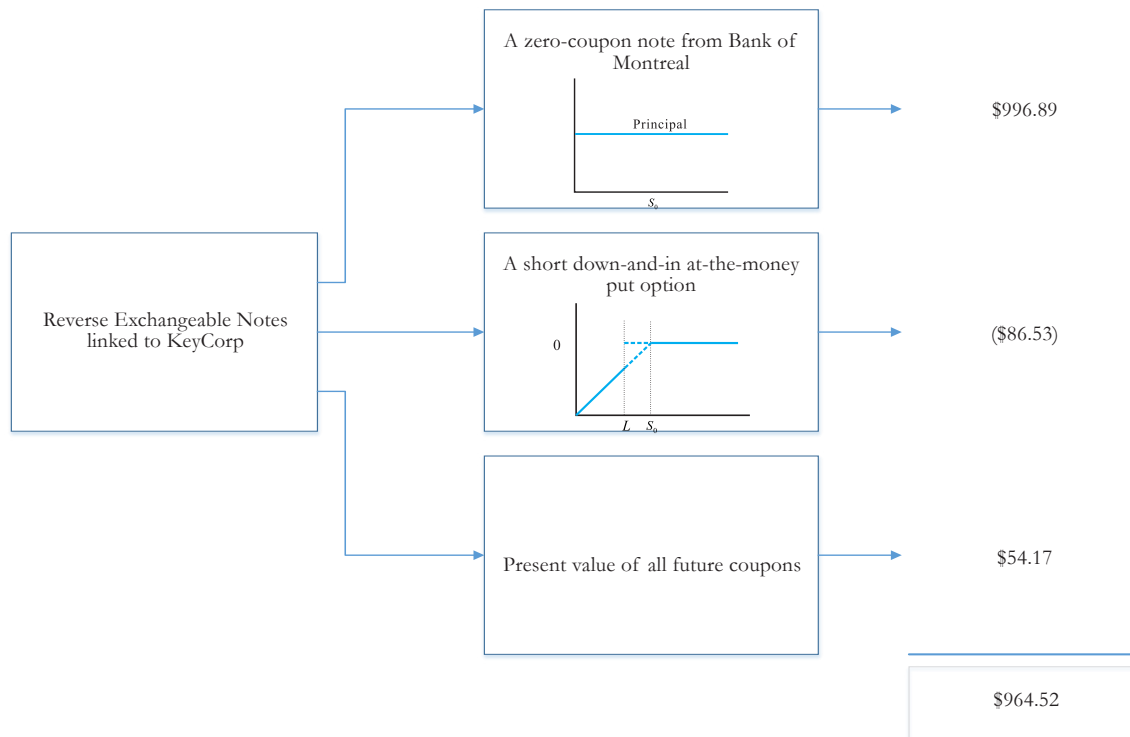 A zero-coupon note from Bank of
Montreal
Principal
S₀
$996.89
Reverse Exchangeable Notes
linked to KeyCorp
A short down-and-in at-the-money
put option
0
L S₀
($86.53)
Present value of all future coupons
$54.17
$964.52